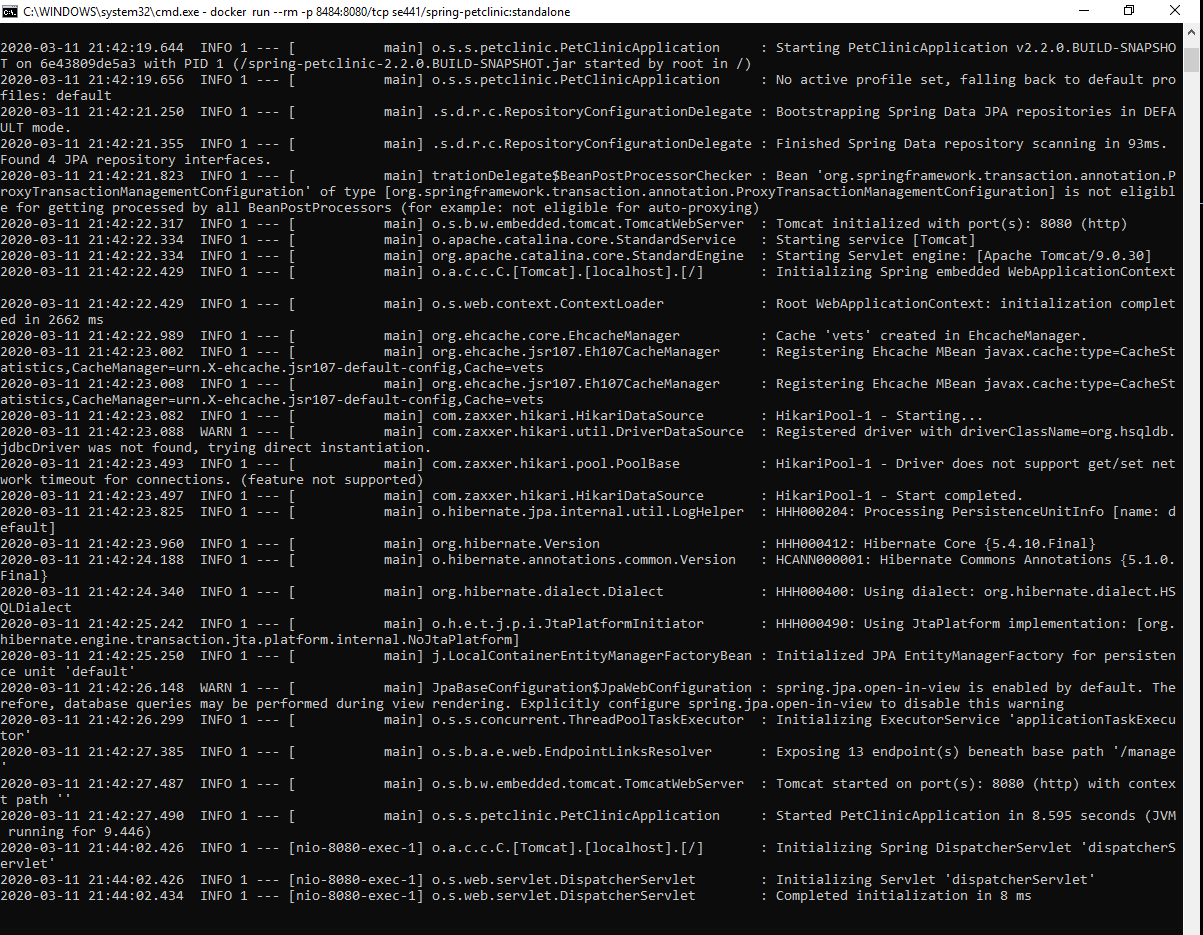 C:\WINDOWS\system32\cmd.exe - docker run --rm -p 8484:8080/tcp se441/spring-petclinic:standalone
2020-03-11 21:42:19.644  INFO 1 --- [           main] o.s.s.petclinic.PetClinicApplication     : Starting PetClinicApplication v2.2.0.BUILD-SNAPSHO
T on 6e43809de5a3 with PID 1 (/spring-petclinic-2.2.0.BUILD-SNAPSHOT.jar started by root in /)
2020-03-11 21:42:19.656  INFO 1 --- [           main] o.s.s.petclinic.PetClinicApplication     : No active profile set, falling back to default pro
files: default
2020-03-11 21:42:21.250  INFO 1 --- [           main] .s.d.r.c.RepositoryConfigurationDelegate : Bootstrapping Spring Data JPA repositories in DEFA
ULT mode.
2020-03-11 21:42:21.355  INFO 1 --- [           main] .s.d.r.c.RepositoryConfigurationDelegate : Finished Spring Data repository scanning in 93ms.
Found 4 JPA repository interfaces.
2020-03-11 21:42:21.823  INFO 1 --- [           main] trationDelegate$BeanPostProcessorChecker : Bean 'org.springframework.transaction.annotation.P
roxyTransactionManagementConfiguration' of type [org.springframework.transaction.annotation.ProxyTransactionManagementConfiguration] is not eligibl
e for getting processed by all BeanPostProcessors (for example: not eligible for auto-proxying)
2020-03-11 21:42:22.317  INFO 1 --- [           main] o.s.b.w.embedded.tomcat.TomcatWebServer  : Tomcat initialized with port(s): 8080 (http)
2020-03-11 21:42:22.334  INFO 1 --- [           main] o.apache.catalina.core.StandardService   : Starting service [Tomcat]
2020-03-11 21:42:22.334  INFO 1 --- [           main] org.apache.catalina.core.StandardEngine  : Starting Servlet engine: [Apache Tomcat/9.0.30]
2020-03-11 21:42:22.429  INFO 1 --- [           main] o.a.c.c.C.[Tomcat].[localhost].[/]       : Initializing Spring embedded WebApplicationContext
2020-03-11 21:42:22.429  INFO 1 --- [           main] o.s.web.context.ContextLoader            : Root WebApplicationContext: initialization complet
ed in 2662 ms
2020-03-11 21:42:22.989  INFO 1 --- [           main] org.ehcache.core.EhcacheManager          : Cache 'vets' created in EhcacheManager.
2020-03-11 21:42:23.002  INFO 1 --- [           main] org.ehcache.jsr107.Eh107CacheManager     : Registering Ehcache MBean javax.cache:type=CacheSt
atistics,CacheManager=urn.X-ehcache.jsr107-default-config,Cache=vets
2020-03-11 21:42:23.008  INFO 1 --- [           main] org.ehcache.jsr107.Eh107CacheManager     : Registering Ehcache MBean javax.cache:type=CacheSt
atistics,CacheManager=urn.X-ehcache.jsr107-default-config,Cache=vets
2020-03-11 21:42:23.082  INFO 1 --- [           main] com.zaxxer.hikari.HikariDataSource       : HikariPool-1 - Starting...
2020-03-11 21:42:23.088  WARN 1 --- [           main] com.zaxxer.hikari.util.DriverDataSource  : Registered driver with driverClassName=org.hsqldb.
jdbcDriver was not found, trying direct instantiation.
2020-03-11 21:42:23.493  INFO 1 --- [           main] com.zaxxer.hikari.pool.PoolBase          : HikariPool-1 - Driver does not support get/set net
work timeout for connections. (feature not supported)
2020-03-11 21:42:23.497  INFO 1 --- [           main] com.zaxxer.hikari.HikariDataSource       : HikariPool-1 - Start completed.
2020-03-11 21:42:23.825  INFO 1 --- [           main] o.hibernate.jpa.internal.util.LogHelper  : HHH000204: Processing PersistenceUnitInfo [name: d
efault]
2020-03-11 21:42:23.960  INFO 1 --- [           main] org.hibernate.Version                    : HHH000412: Hibernate Core {5.4.10.Final}
2020-03-11 21:42:24.188  INFO 1 --- [           main] o.hibernate.annotations.common.Version   : HCANN000001: Hibernate Commons Annotations {5.1.0.
Final}
2020-03-11 21:42:24.340  INFO 1 --- [           main] org.hibernate.dialect.Dialect            : HHH000400: Using dialect: org.hibernate.dialect.HS
QLDialect
2020-03-11 21:42:25.242  INFO 1 --- [           main] o.h.e.t.j.p.i.JtaPlatformInitiator       : HHH000490: Using JtaPlatform implementation: [org.
hibernate.engine.transaction.jta.platform.internal.NoJtaPlatform]
2020-03-11 21:42:25.250  INFO 1 --- [           main] j.LocalContainerEntityManagerFactoryBean : Initialized JPA EntityManagerFactory for persisten
ce unit 'default'
2020-03-11 21:42:26.148  WARN 1 --- [           main] JpaBaseConfiguration$JpaWebConfiguration : spring.jpa.open-in-view is enabled by default. The
refore, database queries may be performed during view rendering. Explicitly configure spring.jpa.open-in-view to disable this warning
2020-03-11 21:42:26.299  INFO 1 --- [           main] o.s.s.concurrent.ThreadPoolTaskExecutor  : Initializing ExecutorService 'applicationTaskExecu
tor'
2020-03-11 21:42:27.385  INFO 1 --- [           main] o.s.b.a.e.web.EndpointLinksResolver      : Exposing 13 endpoint(s) beneath base path '/manage
'
2020-03-11 21:42:27.487  INFO 1 --- [           main] o.s.b.w.embedded.tomcat.TomcatWebServer  : Tomcat started on port(s): 8080 (http) with contex
t path ''
2020-03-11 21:42:27.490  INFO 1 --- [           main] o.s.s.petclinic.PetClinicApplication     : Started PetClinicApplication in 8.595 seconds (JVM
 running for 9.446)
2020-03-11 21:44:02.426  INFO 1 --- [nio-8080-exec-1] o.a.c.c.C.[Tomcat].[localhost].[/]       : Initializing Spring DispatcherServlet 'dispatcherS
ervlet'
2020-03-11 21:44:02.426  INFO 1 --- [nio-8080-exec-1] o.s.web.servlet.DispatcherServlet        : Initializing Servlet 'dispatcherServlet'
2020-03-11 21:44:02.434  INFO 1 --- [nio-8080-exec-1] o.s.web.servlet.DispatcherServlet        : Completed initialization in 8 ms